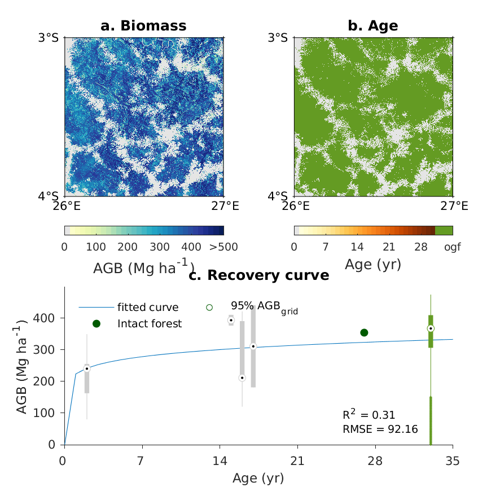 a. Biomass
b. Age
3°S
3°S
4°S
4°S
26°E
27°E
26°E
27°E
0 100 200 300 400 >500
0 7 14 21 28 ogf
AGB (Mg ha⁻¹)
Age (yr)
c. Recovery curve
fitted curve
95% AGB_grid
Intact forest
400
300
200
100
0
AGB (Mg ha⁻¹)
R² = 0.31
RMSE = 92.16
0 7 14 21 28 35
Age (yr)